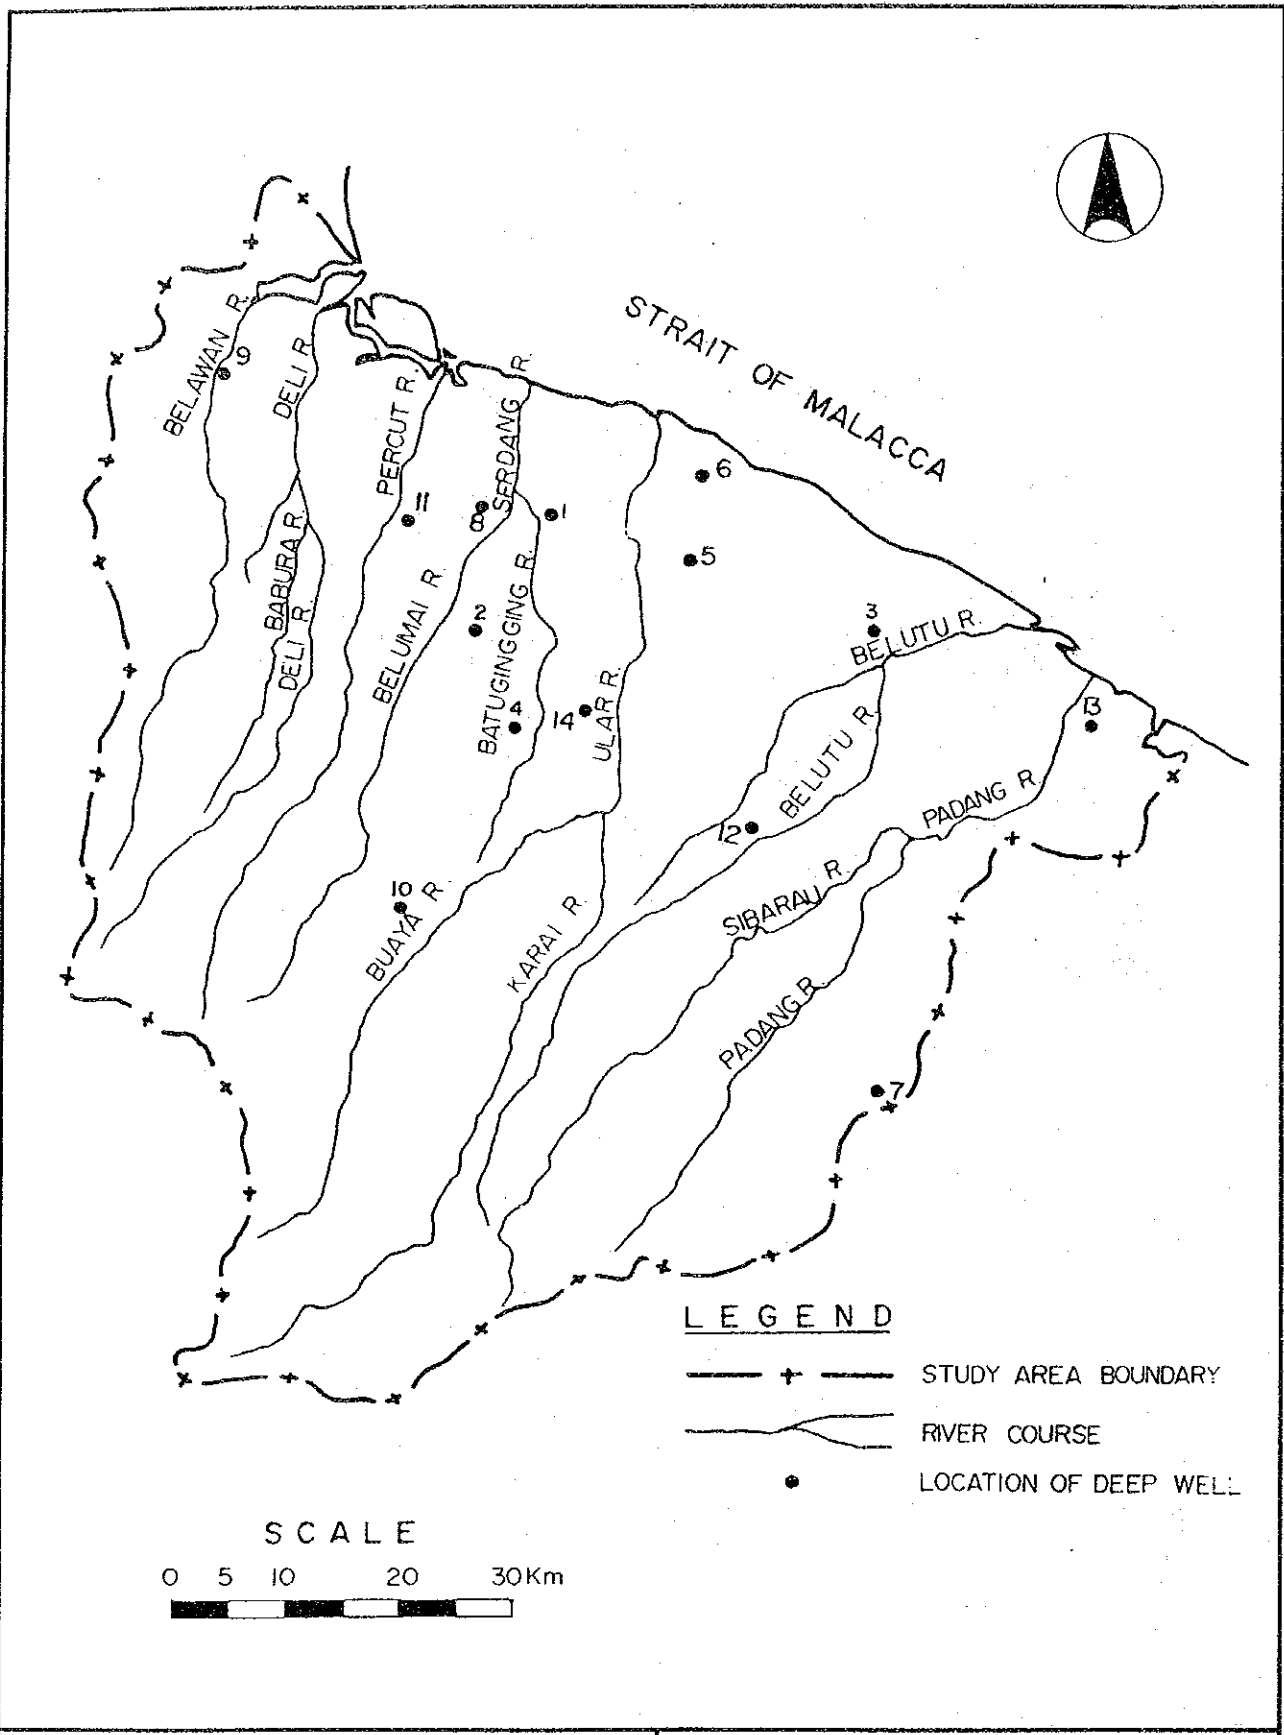 STRAIT OF MALACCA
BELAWAN R.
9
DELI R.
PERCUT R.
SERDANG R.
6
11
8
1
5
BABURA R.
DELI R.
BELUMAI R.
2
BATUGINGGING R.
3
BELUTU R.
4
14
ULAR R.
13
BELUTU R.
12
PADANG R.
10
BUAYA R.
KARAI R.
SIBARAU R.
PADANG R.
7
LEGEND
STUDY AREA BOUNDARY
RIVER COURSE
LOCATION OF DEEP WELL
SCALE
0 5 10 20 30Km